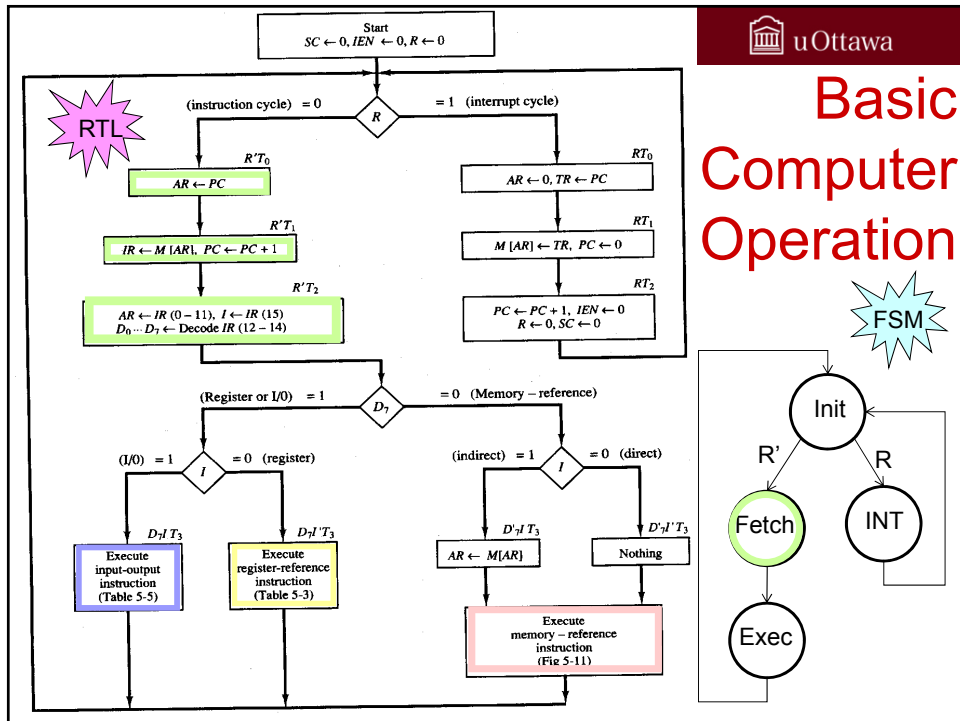 Start
SC ← 0, IEN ← 0, R ← 0
uOttawa
Basic
Computer
Operation
RTL
(instruction cycle) = 0
= 1 (interrupt cycle)
R
R'T0
AR ← PC
RT0
AR ← 0, TR ← PC
R'T1
IR ← M [AR], PC ← PC + 1
RT1
M [AR] ← TR, PC ← 0
R'T2
AR ← IR (0 – 11), I ← IR (15)
D0 ··· D7 ← Decode IR (12 – 14)
RT2
PC ← PC + 1, IEN ← 0
R ← 0, SC ← 0
FSM
(Register or I/0) = 1
= 0 (Memory – reference)
D7
(I/0) = 1
= 0 (register)
I
(indirect) = 1
= 0 (direct)
I
D7IT3
Execute
input-output
instruction
(Table 5-5)
D7I'T3
Execute
register-reference
instruction
(Table 5-3)
D'7IT3
AR ← M[AR]
D'7I'T3
Nothing
Execute
memory – reference
instruction
(Fig 5-11)
Init
R'
R
Fetch
INT
Exec